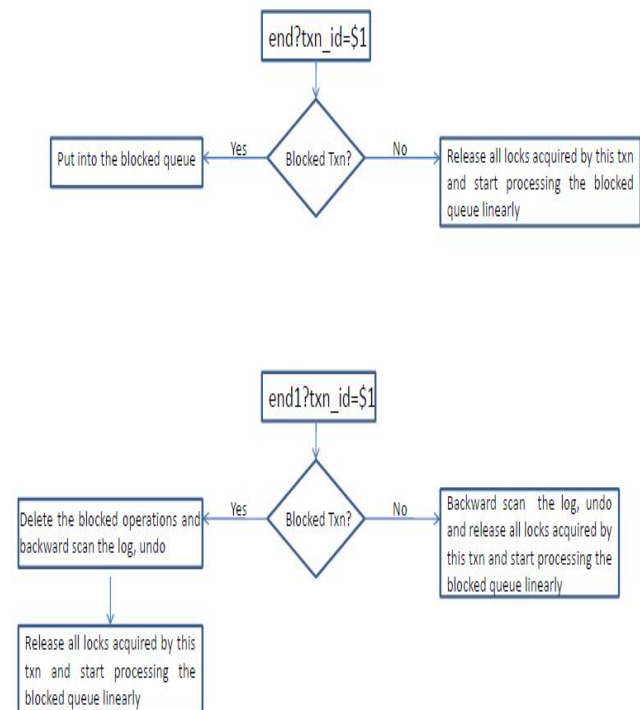 end?txn_id=$1
Blocked Txn?
Yes
No
Put into the blocked queue
Release all locks acquired by this txn
and start processing the blocked
queue linearly
end1?txn_id=$1
Blocked Txn?
Yes
No
Delete the blocked operations and
backward scan the log, undo
Backward scan the log, undo
and release all locks acquired by
this txn and start processing the
blocked queue linearly
Release all locks acquired by this
txn and start processing the
blocked queue linearly